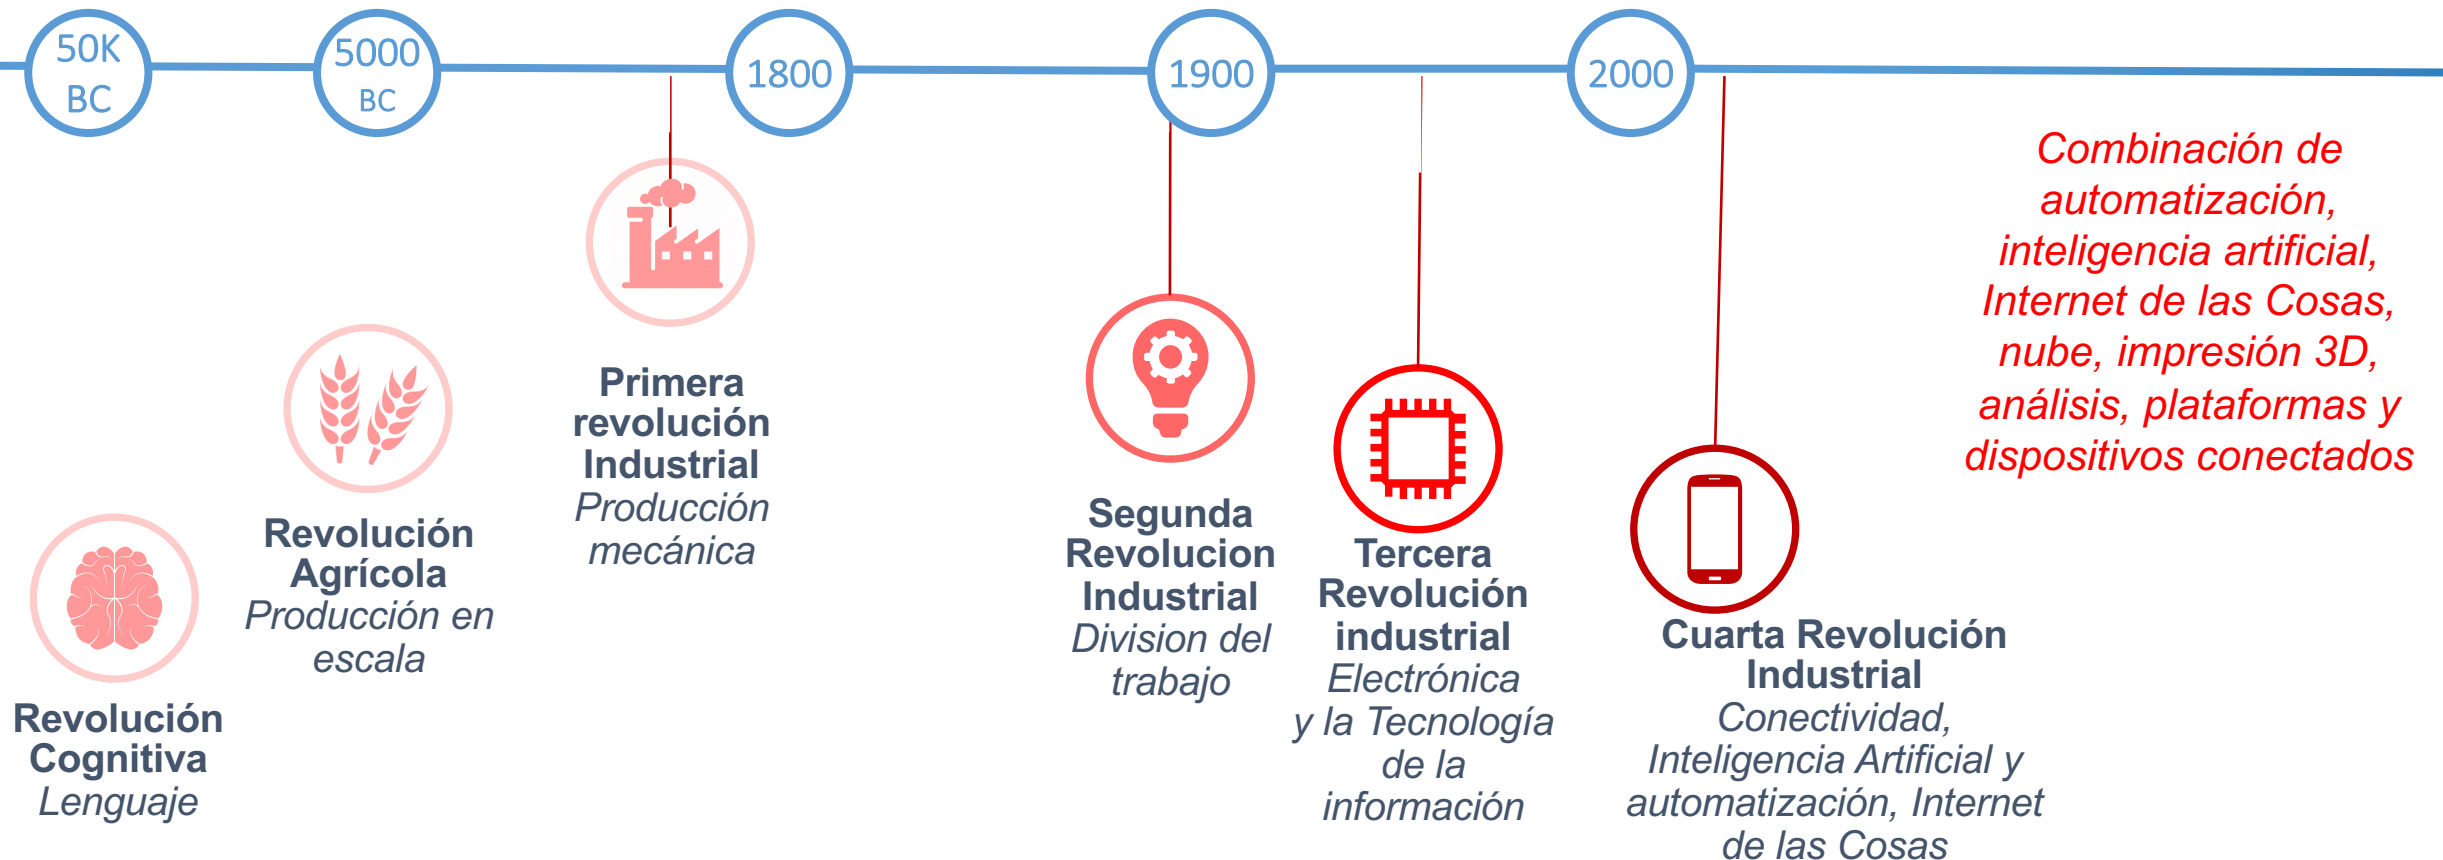 50K
BC
5000
BC
1800
1900
2000
Revolución
Cognitiva
Lenguaje
Revolución
Agrícola
Producción en
escala
Primera
revolución
Industrial
Producción
mecánica
Segunda
Revolucion
Industrial
Division del
trabajo
Tercera
Revolución
industrial
Electrónica
y la Tecnología
de la
información
Cuarta Revolución
Industrial
Conectividad,
Inteligencia Artificial y
automatización, Internet
de las Cosas
Combinación de
automatización,
inteligencia artificial,
Internet de las Cosas,
nube, impresión 3D,
análisis, plataformas y
dispositivos conectados